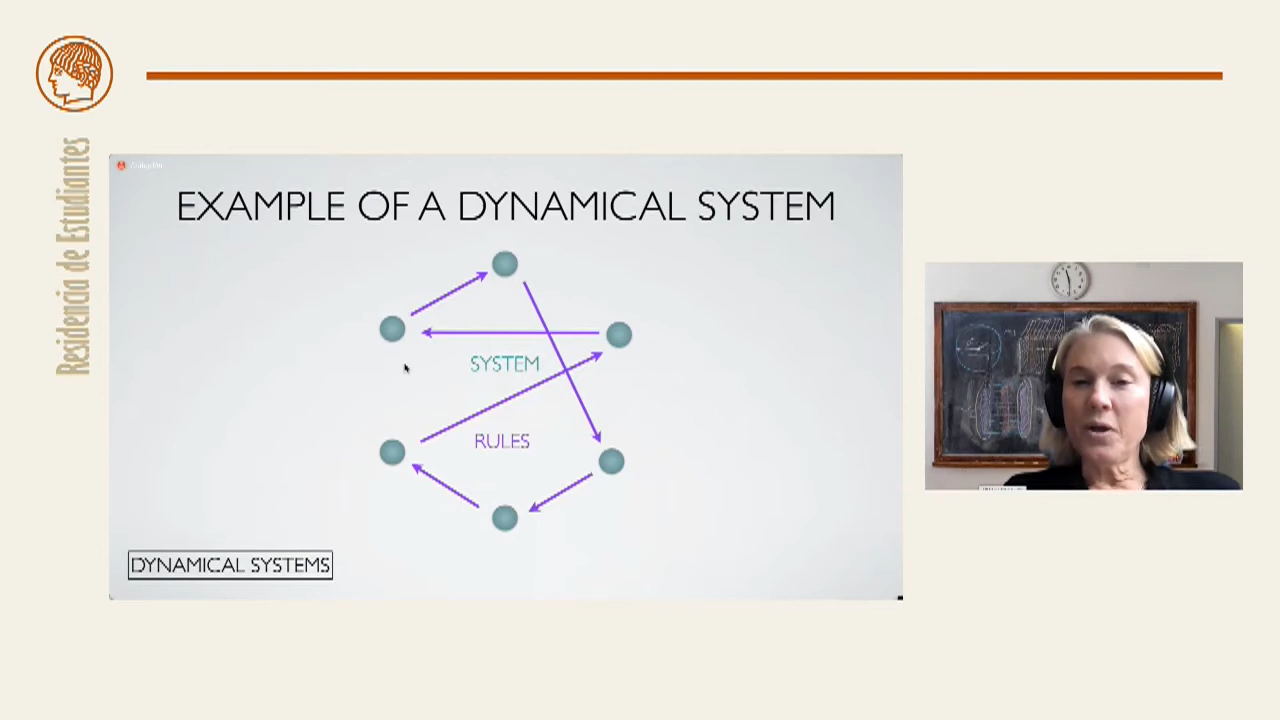 Residencia de Estudiantes
EXAMPLE OF A DYNAMICAL SYSTEM
SYSTEM
RULES
DYNAMICAL SYSTEMS